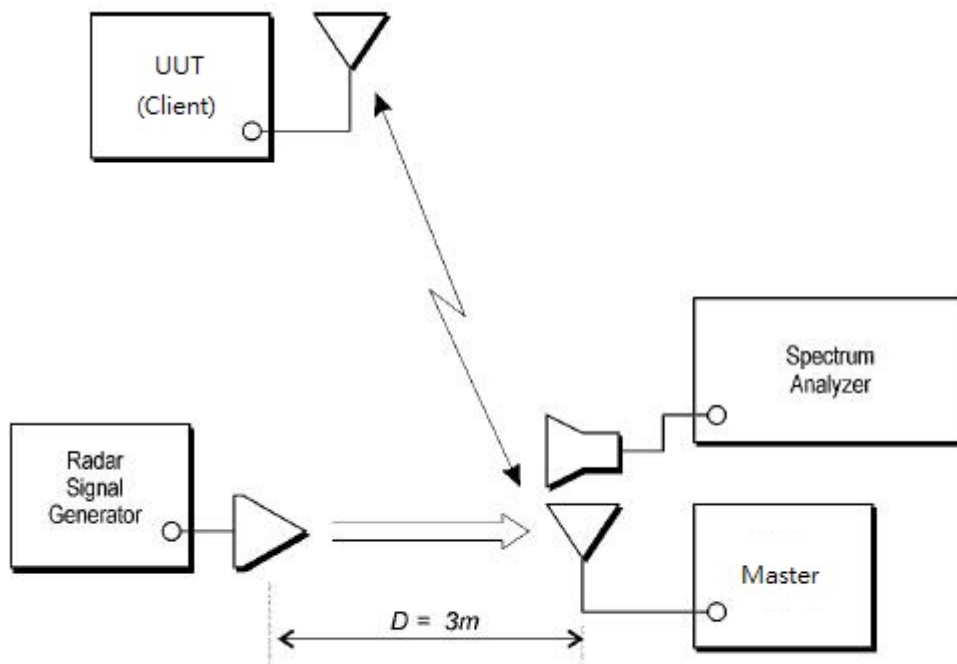 UUT
(Client)
Spectrum
Analyzer
Radar
Signal
Generator
Master
D = 3m